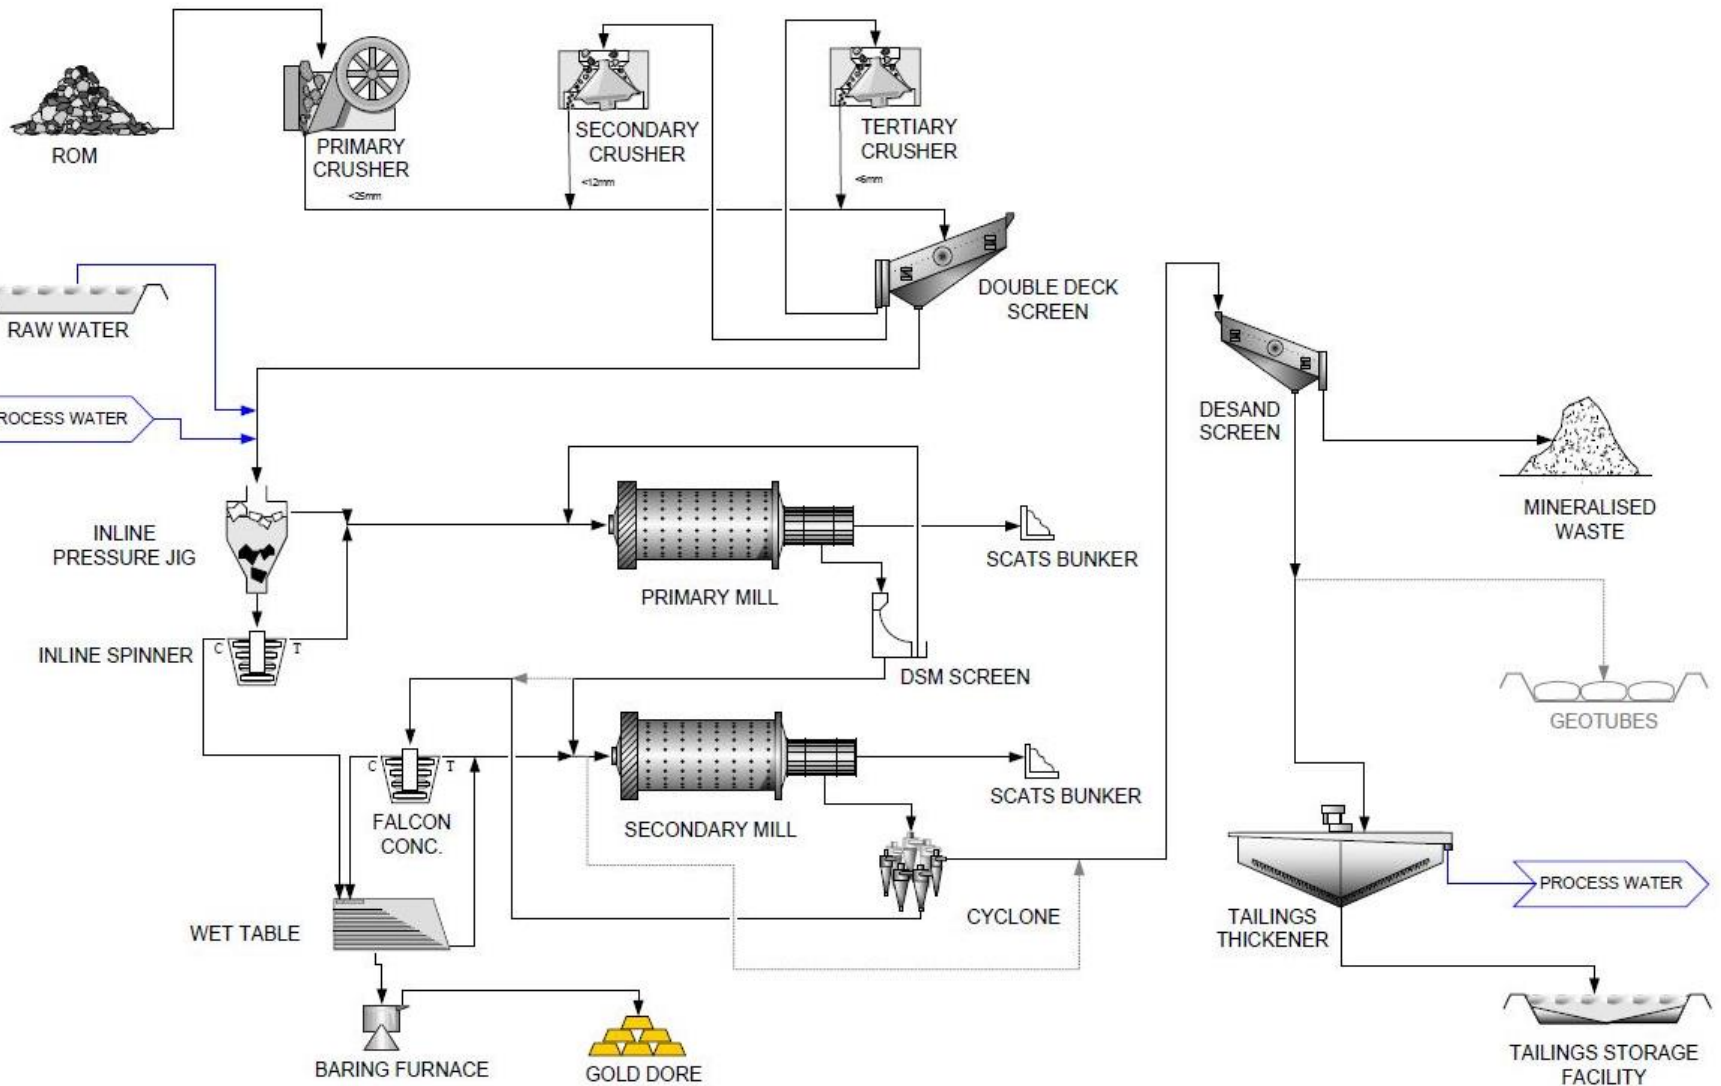 ROM
PRIMARY
CRUSHER
<25mm
SECONDARY
CRUSHER
<12mm
TERTIARY
CRUSHER
<6mm
DOUBLE DECK
SCREEN
RAW WATER
ROCESS WATER
DESAND
SCREEN
MINERALISED
WASTE
INLINE
PRESSURE JIG
PRIMARY MILL
SCATS BUNKER
INLINE SPINNER
C
T
DSM SCREEN
GEOTUBES
C
T
FALCON
CONC.
SECONDARY MILL
SCATS BUNKER
CYCLONE
WET TABLE
TAILINGS
THICKENER
PROCESS WATER
BARING FURNACE
GOLD DORE
TAILINGS STORAGE
FACILITY